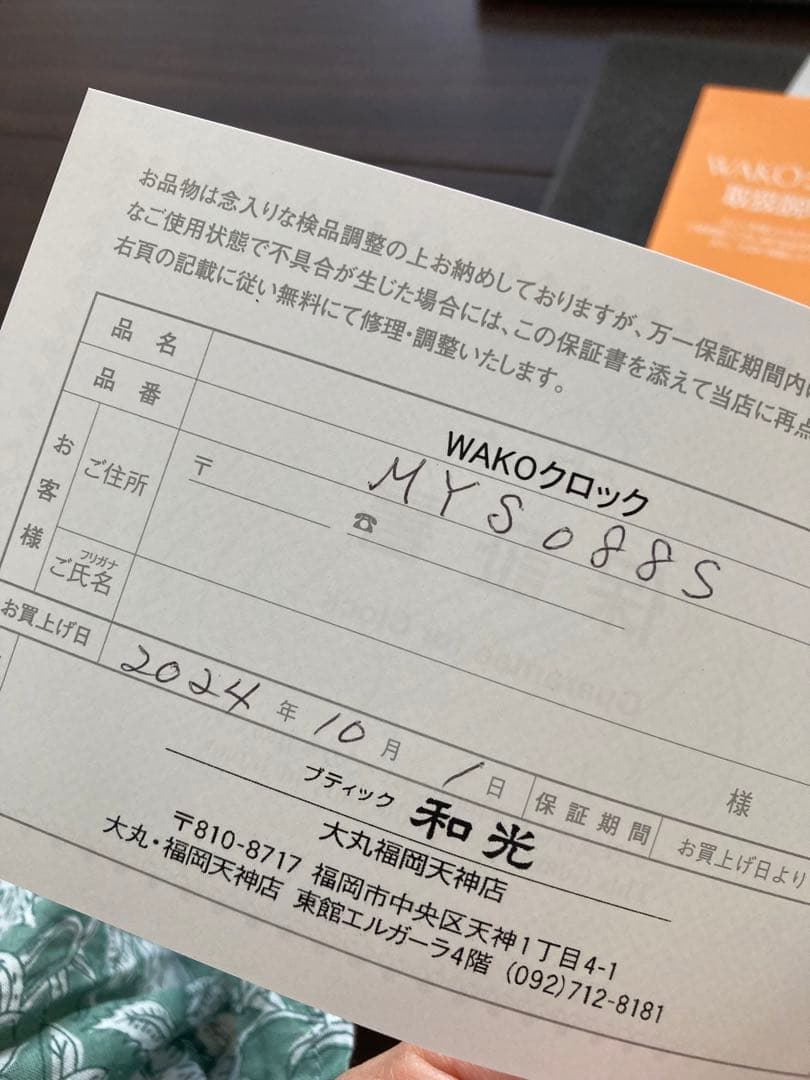 お品物は念入りな検品調整の上お納めしておりますが、万一保証期間内に
なご使用状態で不具合が生じた場合には、この保証書を添えて当店に再点
右頁の記載に従い無料にて修理・調整いたします。
品名
WAKOクロック
品番
MYS088S
お客様
ご住所
〒
☎
フリガナ
ご氏名
様
お買上げ日
2024年10月1日
保証期間
お買上げ日より
ブティック 和光
大丸福岡天神店
〒810-8717 福岡市中央区天神1丁目4-1
大丸・福岡天神店 東館エルガーラ4階 (092)712-8181
WAKO
取扱説